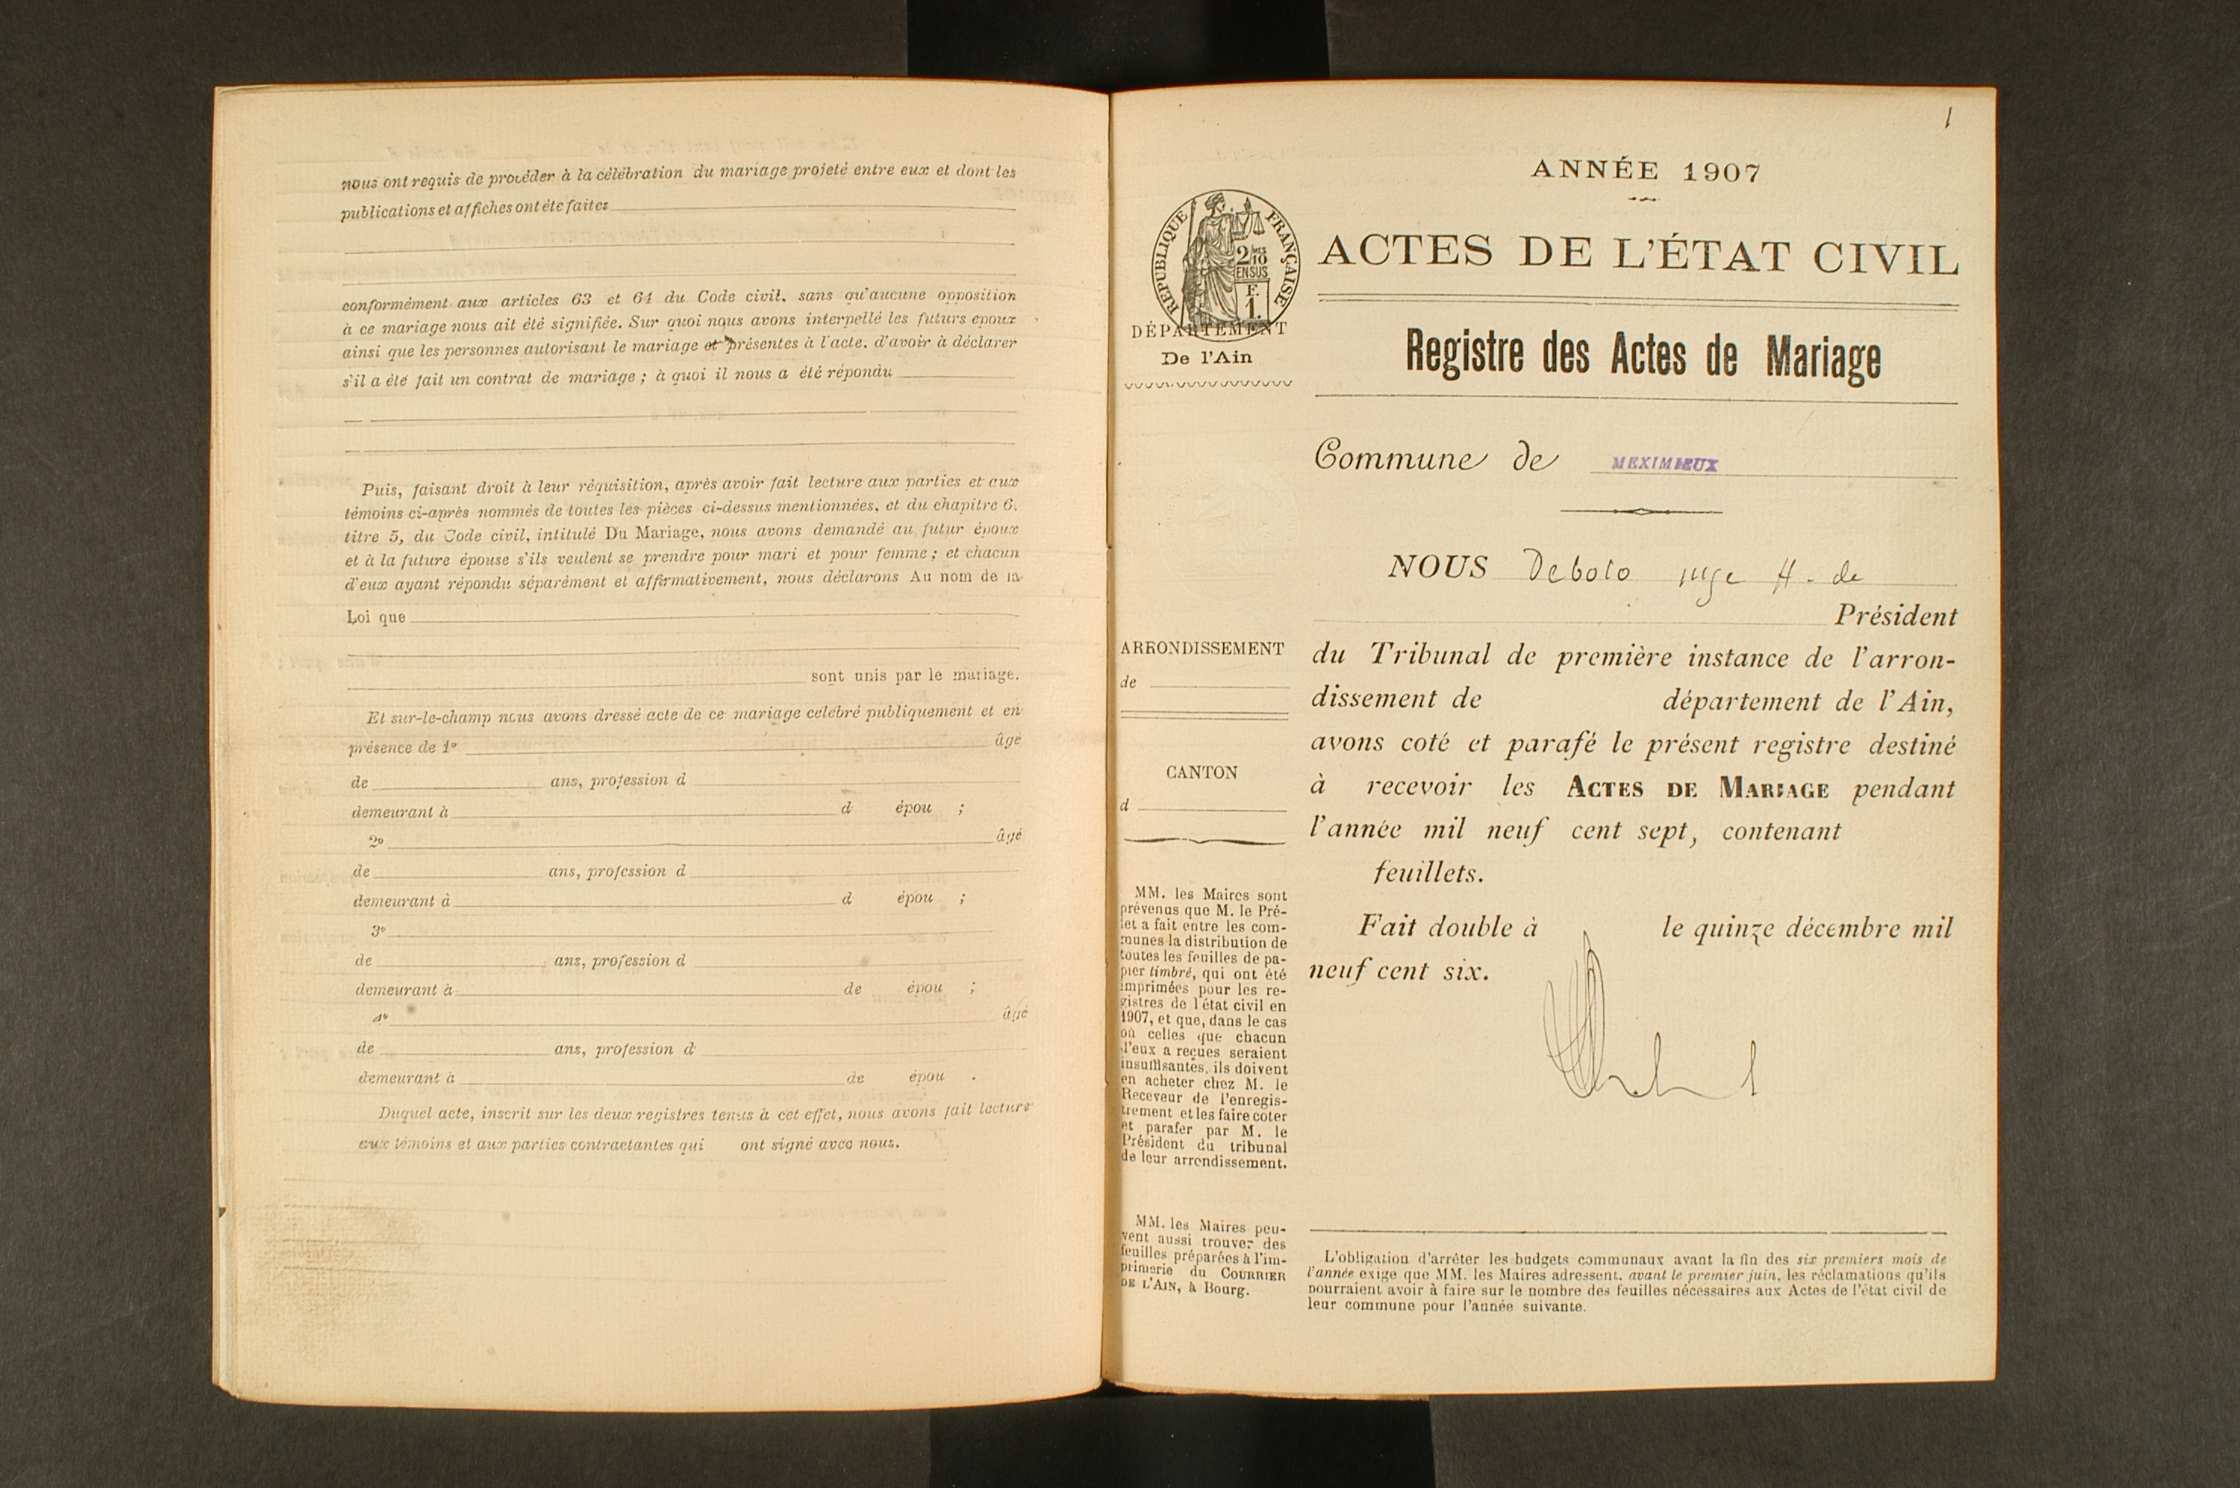 nous ont requis de procéder à la célébration du mariage projeté entre eux et dont les
publications et affiches ont été faites
conformément aux articles 63 et 64 du Code civil, sans qu'aucune opposition
à ce mariage nous ait été signifiée. Sur quoi nous avons interpellé les futurs époux
ainsi que les personnes autorisant le mariage et présentes à l'acte, d'avoir à déclarer
s'il a été fait un contrat de mariage ; à quoi il nous a été répondu
Puis, faisant droit à leur réquisition, après avoir fait lecture aux parties et aux
témoins ci-après nommés de toutes les pièces ci-dessus mentionnées, et du chapitre 6,
titre 5, du Code civil, intitulé Du Mariage, nous avons demandé au futur époux
et à la future épouse s'ils veulent se prendre pour mari et pour femme ; et chacun
d'eux ayant répondu séparément et affirmativement, nous déclarons Au nom de la
Loi que
sont unis par le mariage.
Et sur-le-champ nous avons dressé acte de ce mariage célébré publiquement et en
présence de 1º âgé
de ans, profession d
demeurant à d épou ;
2º âgé
de ans, profession d
demeurant à d épou ;
3º
de ans, profession d
demeurant à de épou ;
4º âgé
de ans, profession d
demeurant à de épou .
Duquel acte, inscrit sur les deux registres tenus à cet effet, nous avons fait lecture
aux témoins et aux parties contractantes qui ont signé avec nous.
1
ANNÉE 1907
REPUBLIQUE FRANÇAISE
2 10MES
EN SUS
F.
1.
ACTES DE L'ÉTAT CIVIL
DÉPARTEMENT
De l'Ain
Registre des Actes de Mariage
Commune de MEXIMIEUX
NOUS juge de
Président
du Tribunal de première instance de l'arron-
dissement de département de l'Ain,
avons coté et parafé le présent registre destiné
à recevoir les ACTES DE MARIAGE pendant
l'année mil neuf cent sept, contenant
feuillets.
Fait double à le quinze décembre mil
neuf cent six.
ARRONDISSEMENT
de
CANTON
d
MM. les Maires sont
prévenus que M. le Pré-
fet a fait entre les com-
munes la distribution de
toutes les feuilles de pa-
pier timbré, qui ont été
imprimées pour les re-
gistres de l'état civil en
1907, et que, dans le cas
où celles que chacun
d'eux a reçues seraient
insuffisantes, ils doivent
en acheter chez M. le
Receveur de l'enregis-
trement et les faire coter
et parafer par M. le
Président du tribunal
de leur arrondissement.
MM. les Maires peu-
vent aussi trouver des
feuilles préparées à l'im-
primerie du COURRIER
DE L'AIN, à Bourg.
L'obligation d'arrêter les budgets communaux avant la fin des six premiers mois de
l'année exige que MM. les Maires adressent, avant le premier juin, les réclamations qu'ils
pourraient avoir à faire sur le nombre des feuilles nécessaires aux Actes de l'état civil de
leur commune pour l'année suivante.